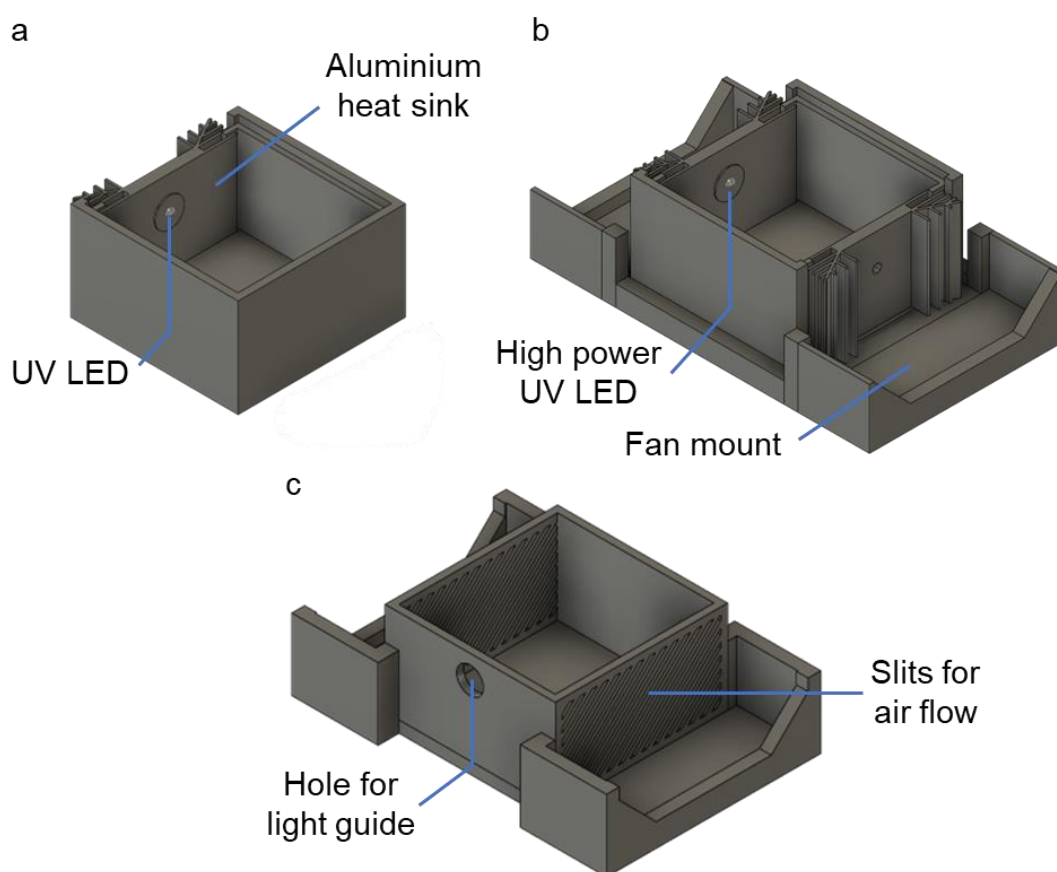 a
Aluminium
heat sink
UV LED
b
High power
UV LED
Fan mount
c
Slits for
air flow
Hole for
light guide